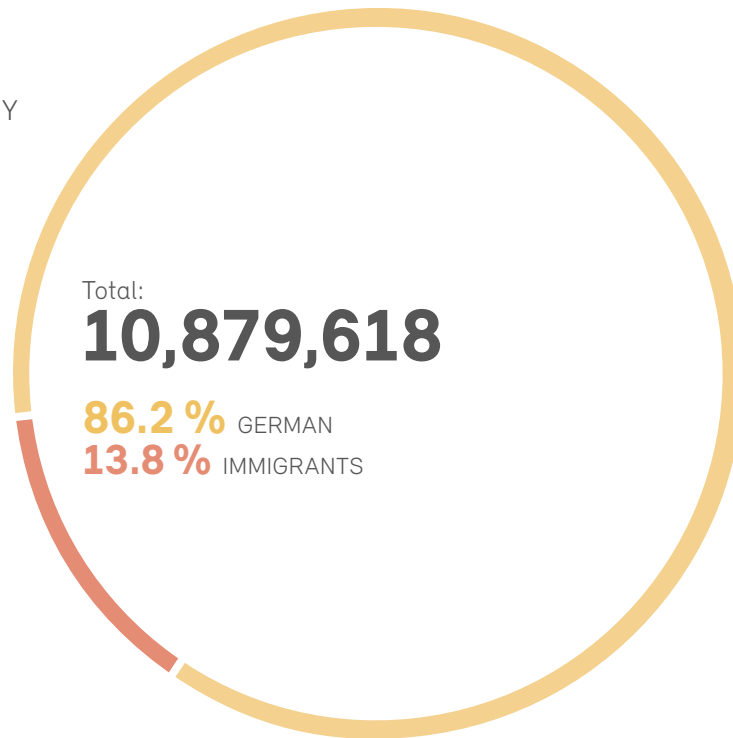 Y
Total:
10,879,618
86.2 % GERMAN
13.8 % IMMIGRANTS